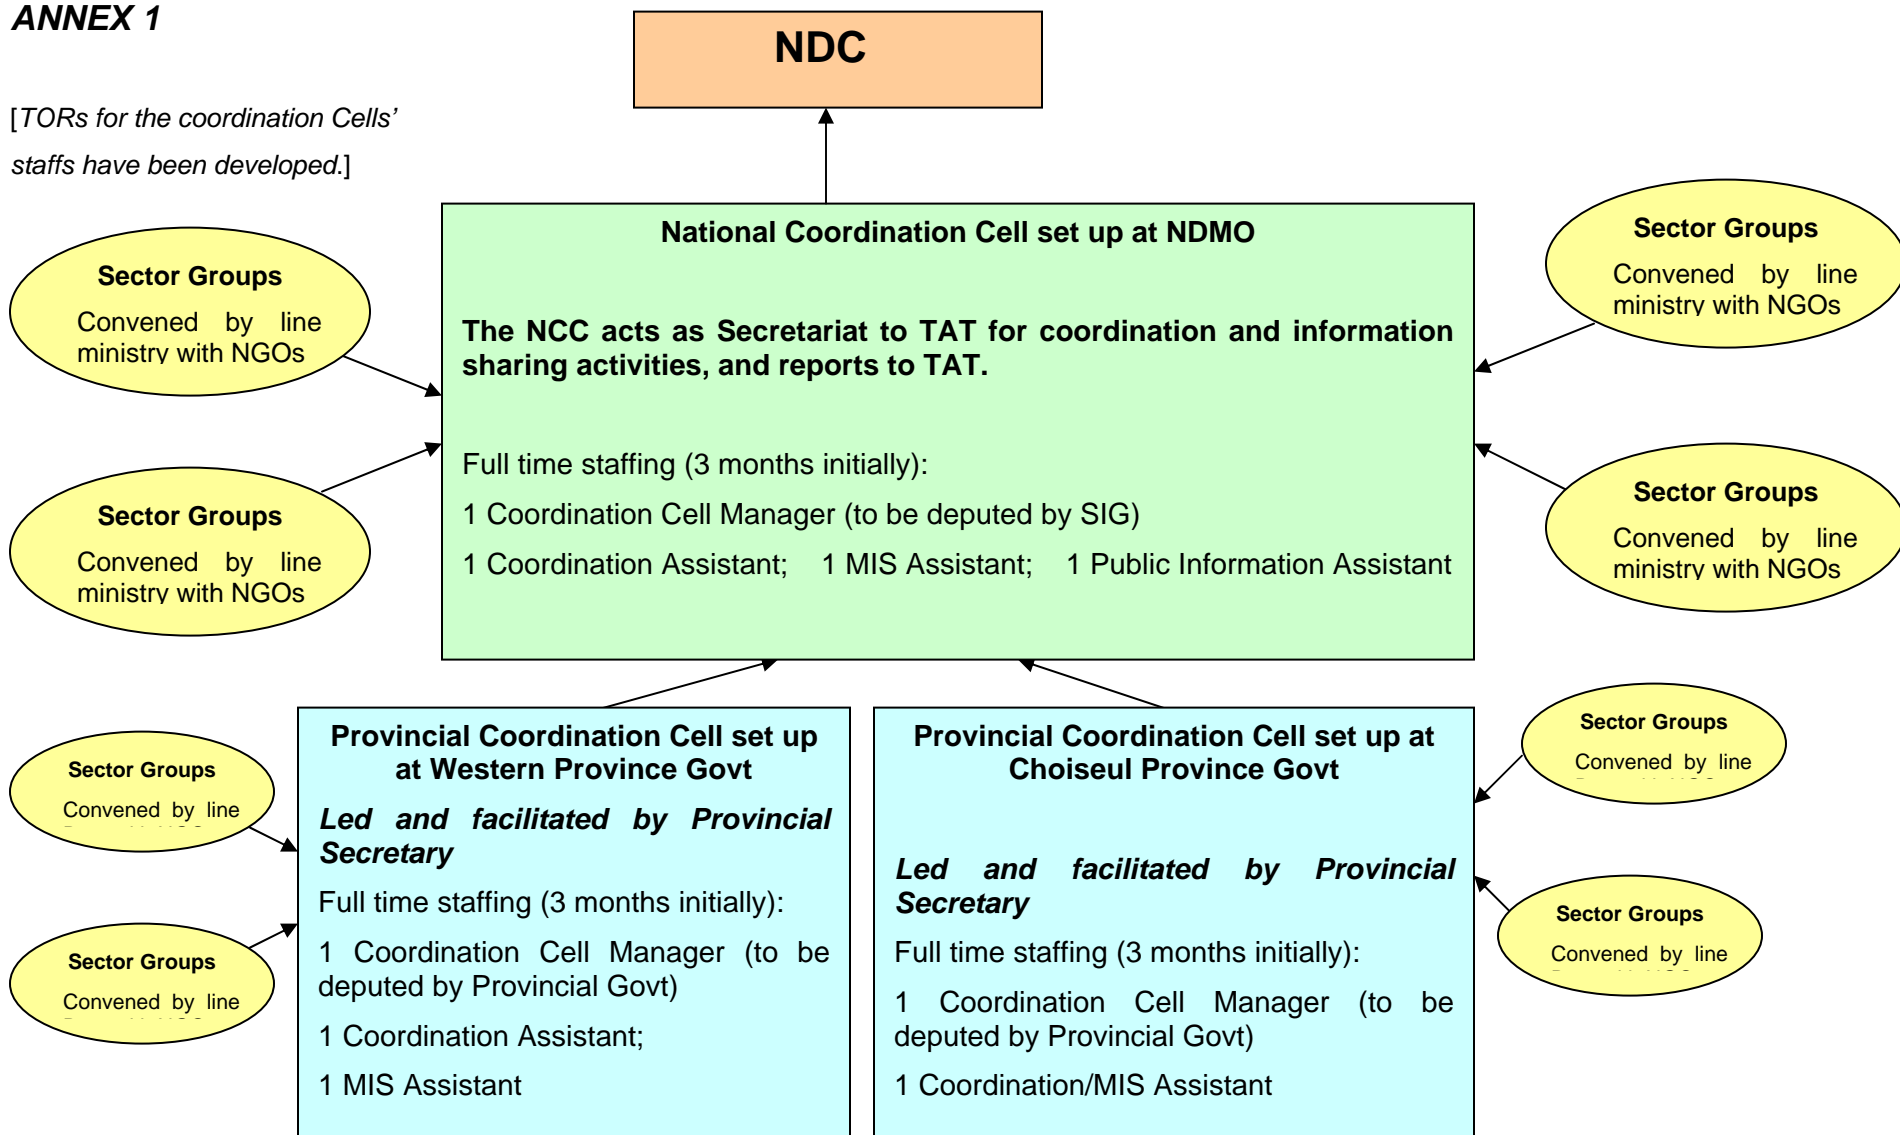 ANNEX 1
NDC
[TORs for the coordination Cells’
staffs have been developed.]
National Coordination Cell set up at NDMO
The NCC acts as Secretariat to TAT for coordination and information
sharing activities, and reports to TAT.
Full time staffing (3 months initially):
1 Coordination Cell Manager (to be deputed by SIG)
1 Coordination Assistant; 1 MIS Assistant; 1 Public Information Assistant
Sector Groups
Convened by line
ministry with NGOs
Sector Groups
Convened by line
ministry with NGOs
Sector Groups
Convened by line
ministry with NGOs
Sector Groups
Convened by line
ministry with NGOs
Provincial Coordination Cell set up
at Western Province Govt
Led and facilitated by Provincial
Secretary
Full time staffing (3 months initially):
1 Coordination Cell Manager (to be
deputed by Provincial Govt)
1 Coordination Assistant;
1 MIS Assistant
Provincial Coordination Cell set up at
Choiseul Province Govt
Led and facilitated by Provincial
Secretary
Full time staffing (3 months initially):
1 Coordination Cell Manager (to be
deputed by Provincial Govt)
1 Coordination/MIS Assistant
Sector Groups
Convened by line
Sector Groups
Convened by line
Sector Groups
Convened by line
Sector Groups
Convened by line